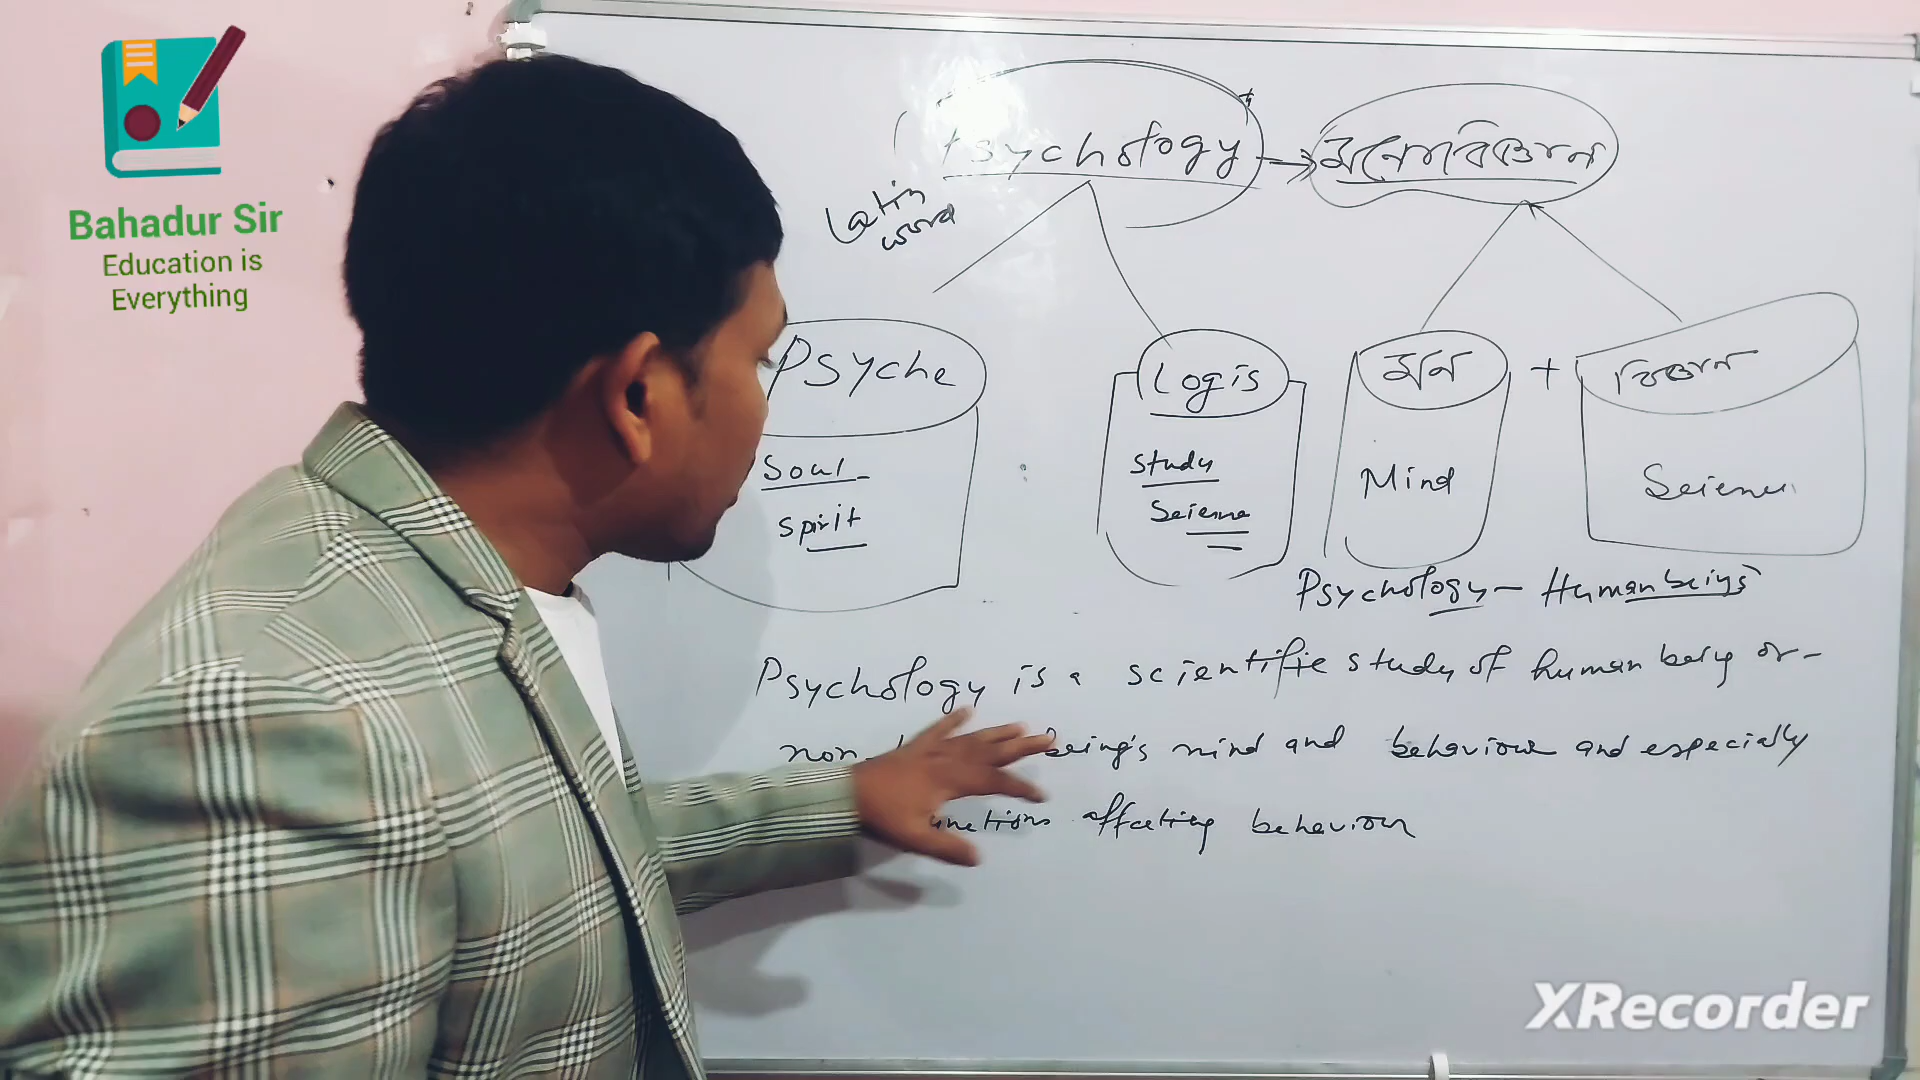 Bahadur Sir
Education is
Everything
Psychology → মনোবিজ্ঞান
Latin
word
Psyche
Logis
মন + বিজ্ঞান
Soul
Spirit
Study
Science
Mind
Science
Psychology – Human beings
Psychology is a scientific study of human being or
non- being's mind and behaviour and especially
affecting behaviour
XRecorder